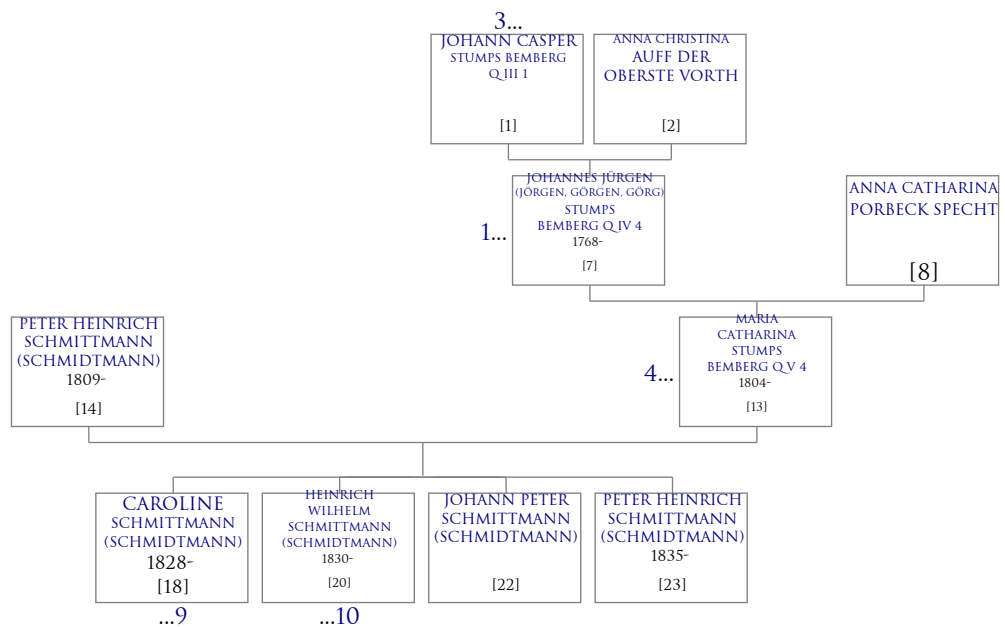 3...
JOHANN CASPER
STUMPS BEMBERG
Q III 1
[1]
ANNA CHRISTINA
AUFF DER
OBERSTE VORTH
[2]
1...
JOHANNES JÜRGEN
(JÖRGEN, GÖRGEN, GÖRG)
STUMPS
BEMBERG Q IV 4
1768-
[7]
ANNA CATHARINA
PORBECK SPECHT
[8]
PETER HEINRICH
SCHMITTMANN
(SCHMIDTMANN)
1809-
[14]
4...
MARIA
CATHARINA
STUMPS
BEMBERG Q V 4
1804-
[13]
CAROLINE
SCHMITTMANN
(SCHMIDTMANN)
1828-
[18]
...9
HEINRICH
WILHELM
SCHMITTMANN
(SCHMIDTMANN)
1830-
[20]
...10
JOHANN PETER
SCHMITTMANN
(SCHMIDTMANN)
[22]
PETER HEINRICH
SCHMITTMANN
(SCHMIDTMANN)
1835-
[23]